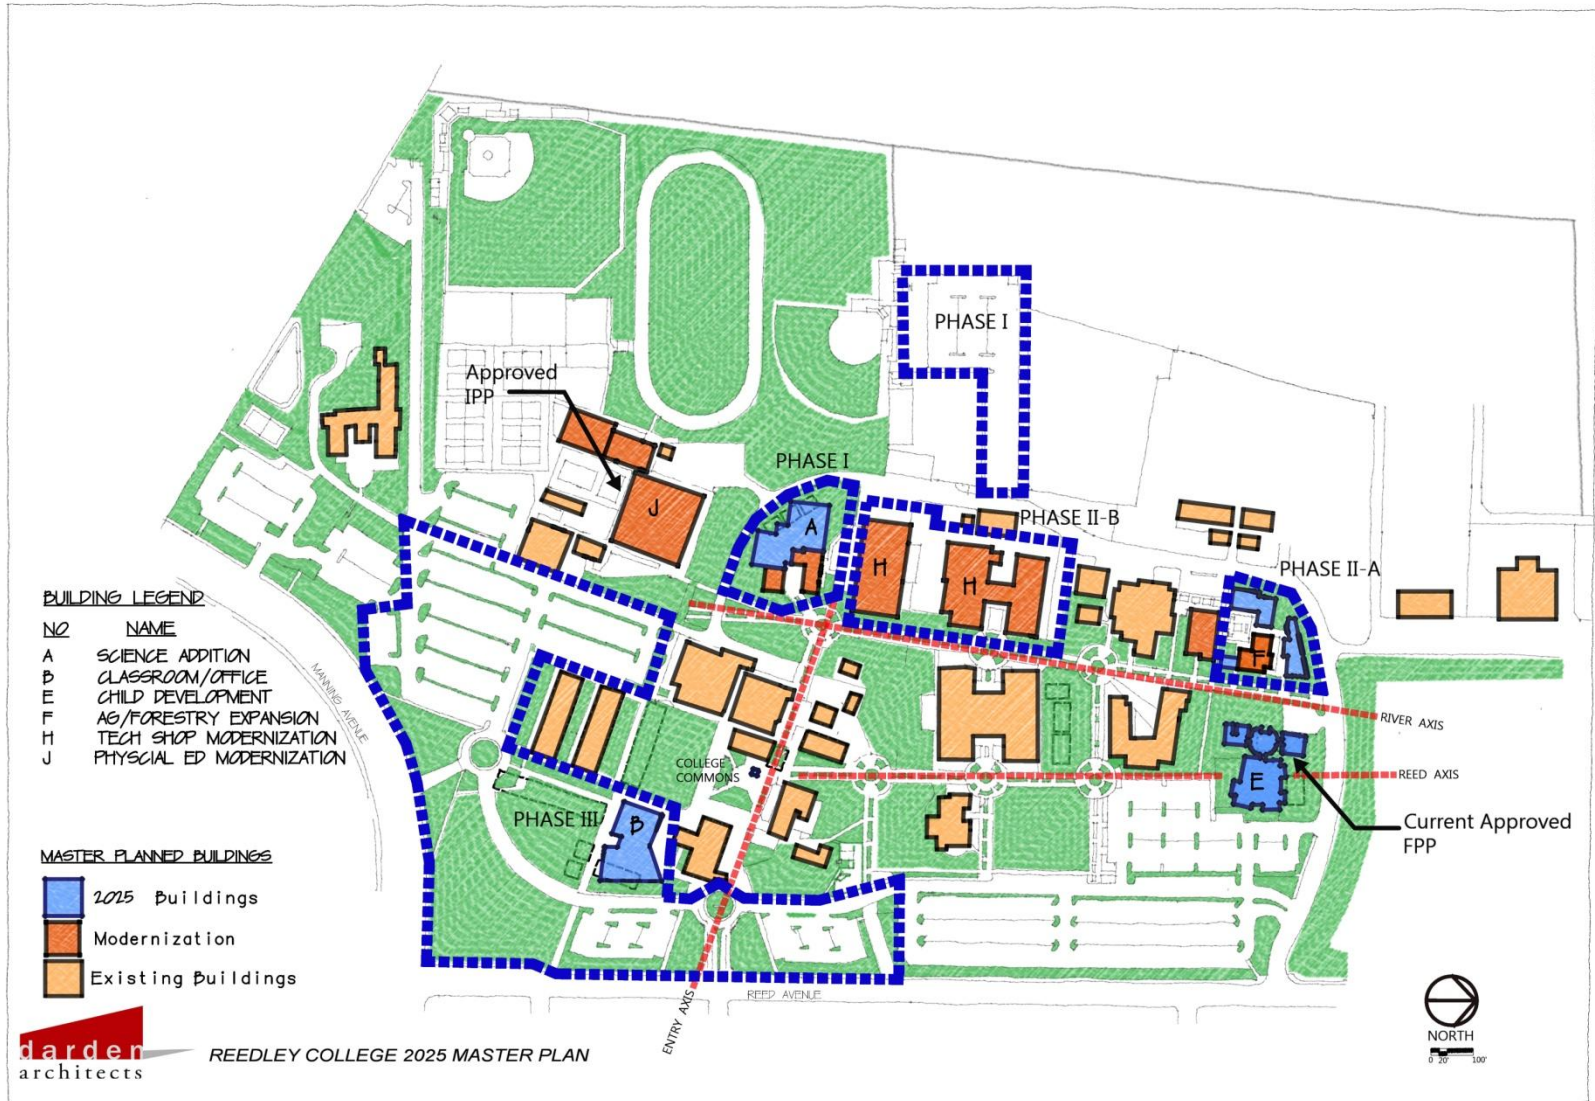 PHASE I
Approved
IPP
PHASE I
J
A
PHASE II-B
H
H
PHASE II-A
F
BUILDING LEGEND
NO NAME
A SCIENCE ADDITION
B CLASSROOM/OFFICE
E CHILD DEVELOPMENT
F AG/FORESTRY EXPANSION
H TECH SHOP MODERNIZATION
J PHYSCIAL ED MODERNIZATION
MANNING AVENUE
RIVER AXIS
COLLEGE
COMMONS
REED AXIS
E
PHASE III
B
Current Approved
FPP
MASTER PLANNED BUILDINGS
2025 Buildings
Modernization
Existing Buildings
REED AVENUE
ENTRY AXIS
NORTH
0 20' 100'
darden
architects
REEDLEY COLLEGE 2025 MASTER PLAN